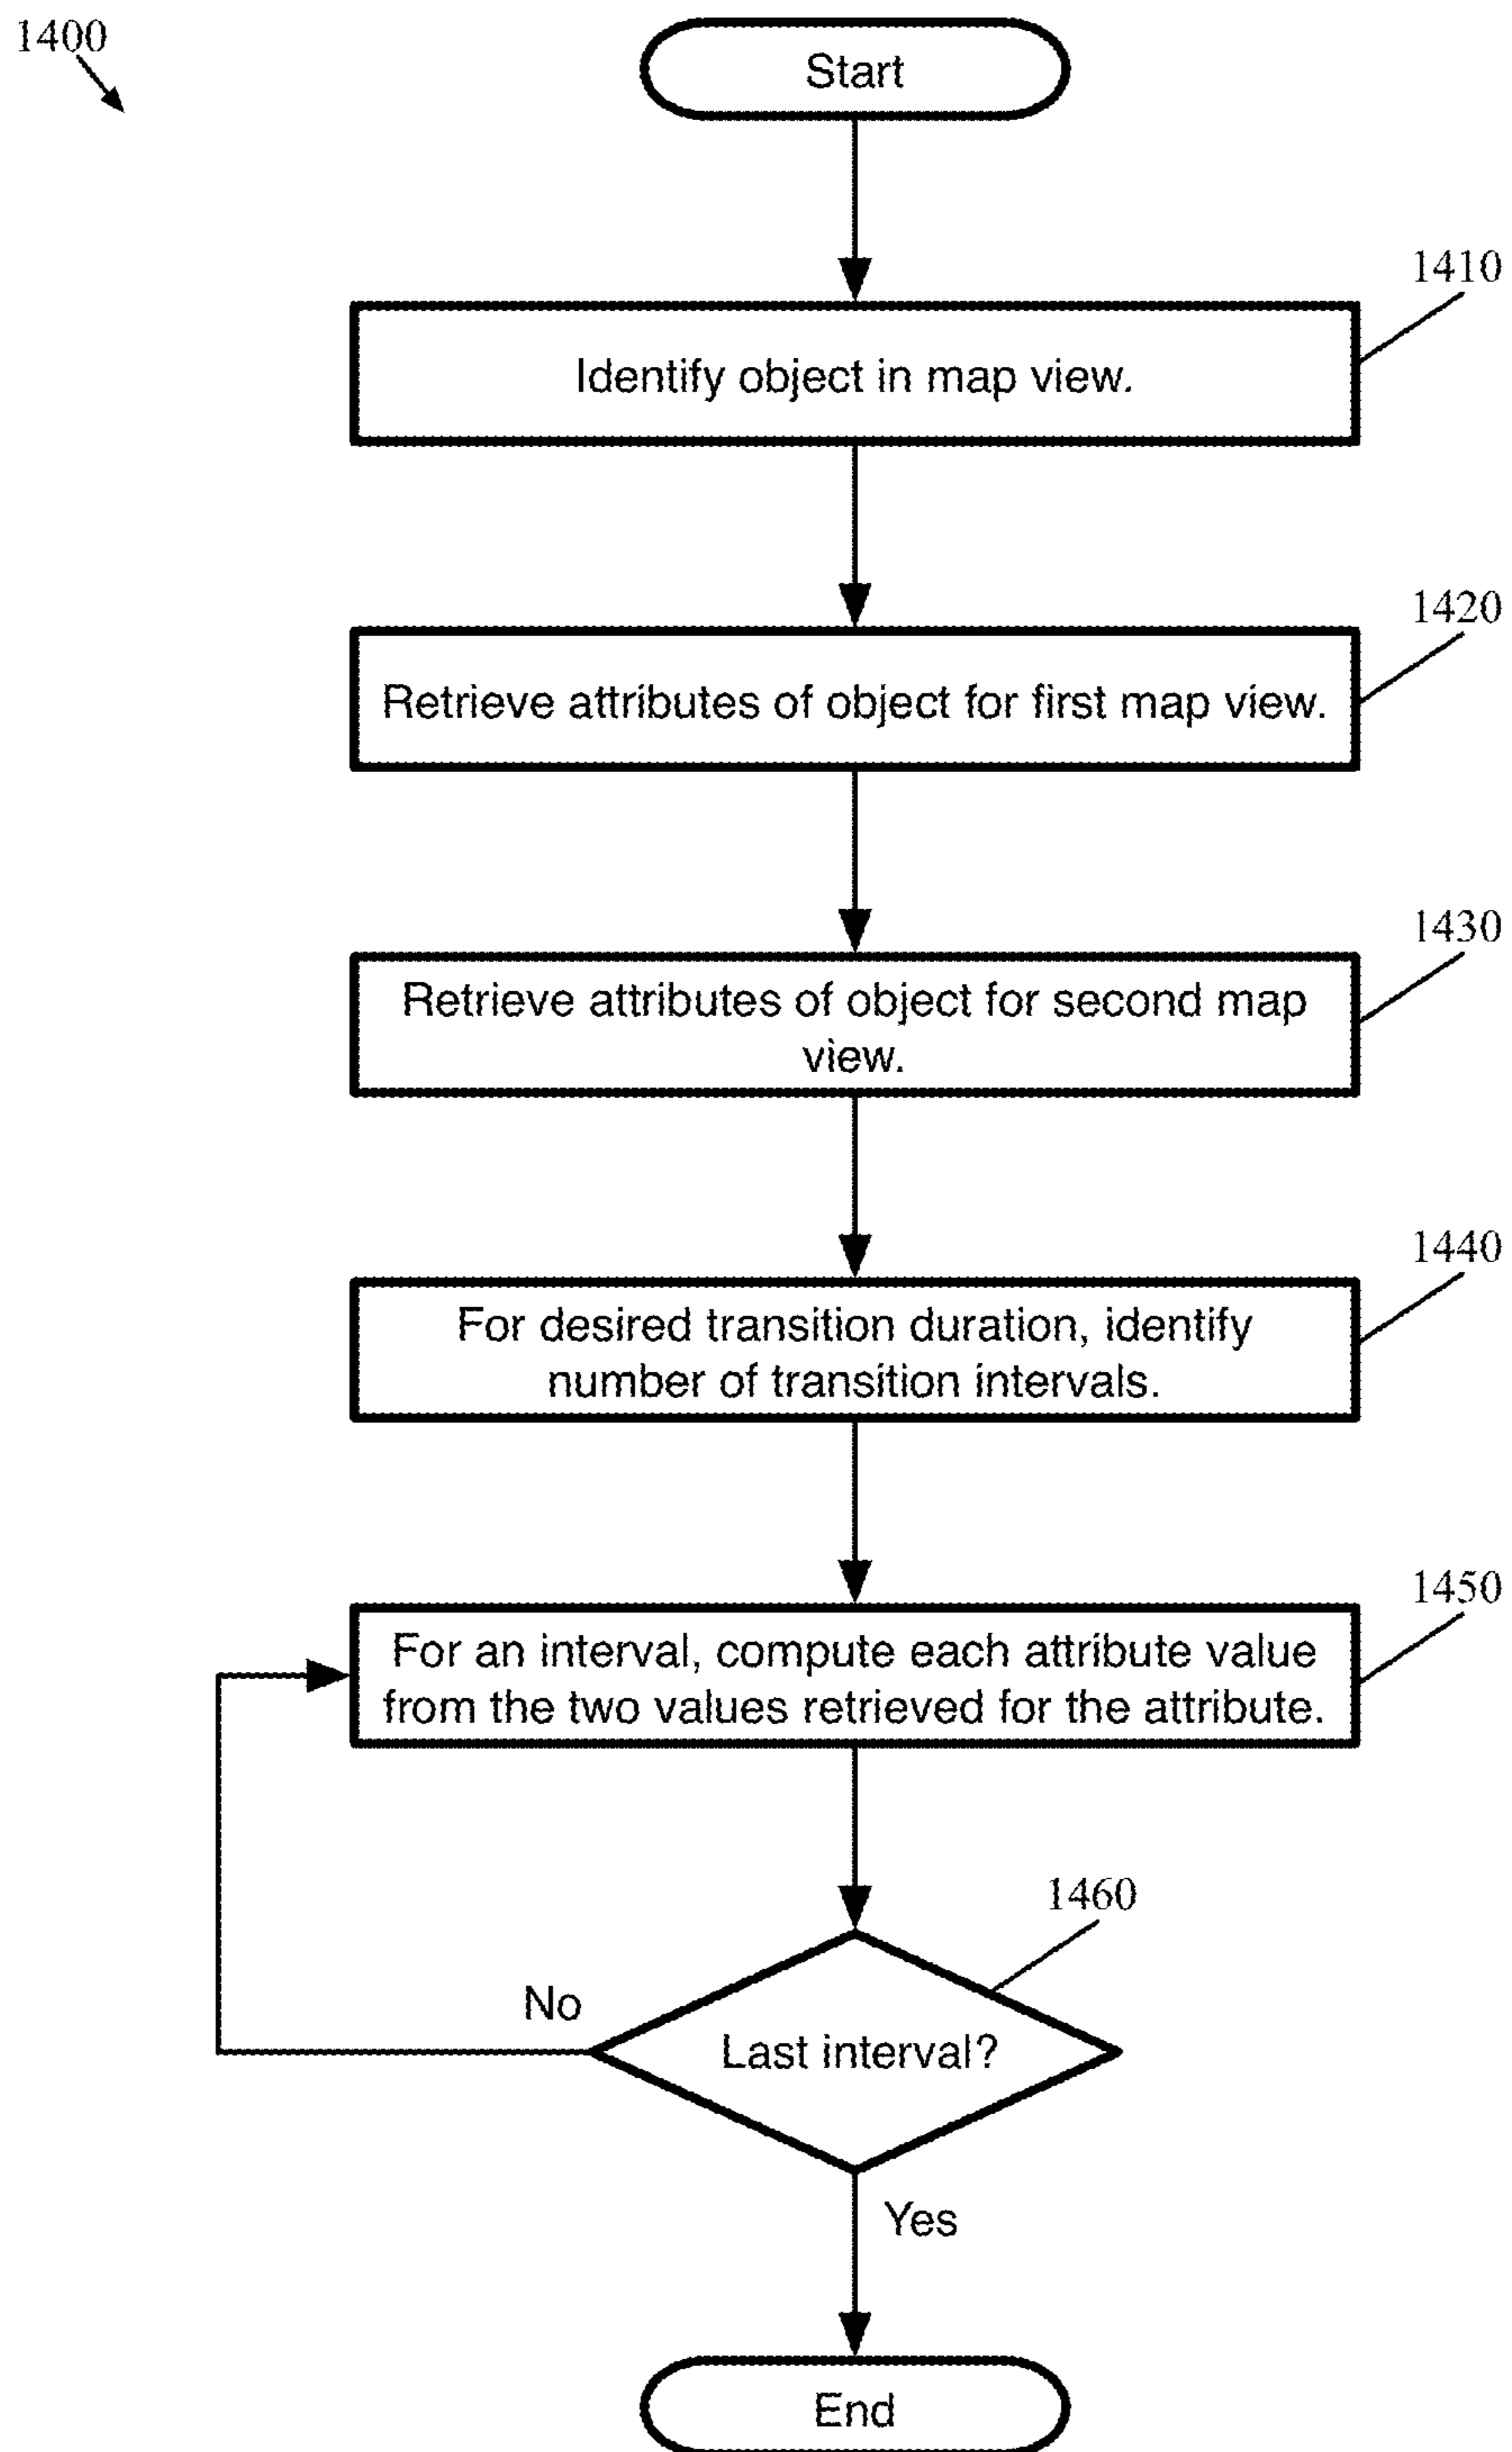 1400
Start
1410
Identify object in map view.
1420
Retrieve attributes of object for first map view.
1430
Retrieve attributes of object for second map
view.
1440
For desired transition duration, identify
number of transition intervals.
1450
For an interval, compute each attribute value
from the two values retrieved for the attribute.
1460
No
Last interval?
Yes
End